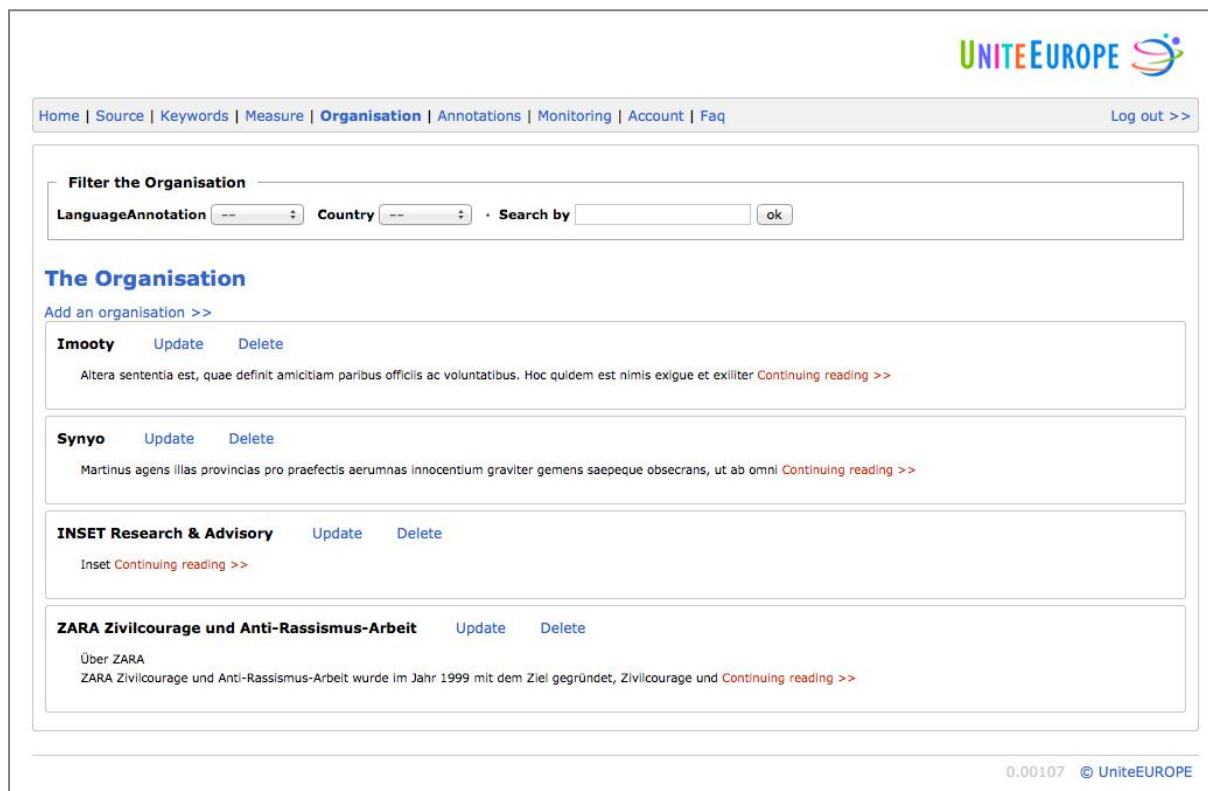 UNITEEUROPE
Home | Source | Keywords | Measure | Organisation | Annotations | Monitoring | Account | Faq Log out >>
Filter the Organisation
LanguageAnnotation -- Country -- · Search by ok
The Organisation
Add an organisation >>
Imooty Update Delete
Altera sententia est, quae definit amicitiam paribus officiis ac voluntatibus. Hoc quidem est nimis exigue et exiliter Continuing reading >>
Synyo Update Delete
Martinus agens illas provincias pro praefectis aerumnas innocentium graviter gemens saepeque obsecrans, ut ab omni Continuing reading >>
INSET Research & Advisory Update Delete
Inset Continuing reading >>
ZARA Zivilcourage und Anti-Rassismus-Arbeit Update Delete
Über ZARA
ZARA Zivilcourage und Anti-Rassismus-Arbeit wurde im Jahr 1999 mit dem Ziel gegründet, Zivilcourage und Continuing reading >>
0.00107 © UniteEUROPE